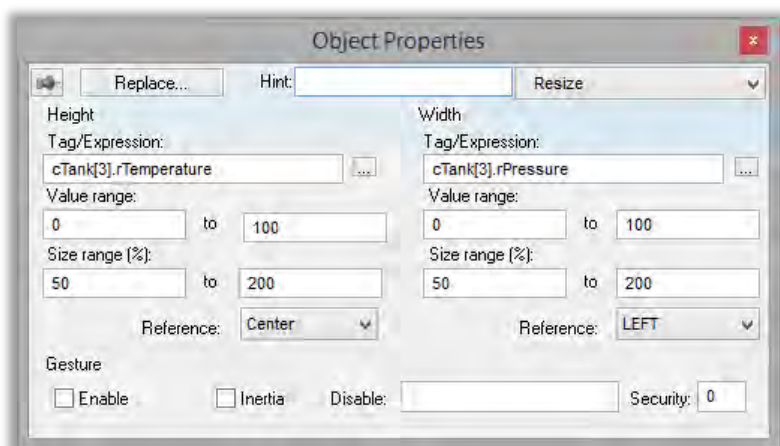 Object Properties
x
Replace... Hint: Resize
Height Width
Tag/Expression: Tag/Expression:
cTank[3].rTemperature ... cTank[3].rPressure ...
Value range: Value range:
0 to 100 0 to 100
Size range (%): Size range (%):
50 to 200 50 to 200
Reference: Center Reference: LEFT
Gesture
Enable Inertia Disable: Security: 0